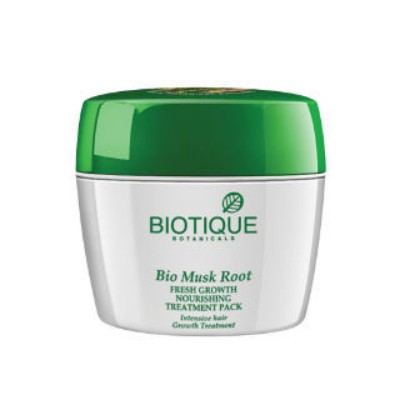 BIOTIQUE
BOTANICALS
Bio Musk Root
FRESH GROWTH
NOURISHING
TREATMENT PACK
Intensive hair
Growth Treatment